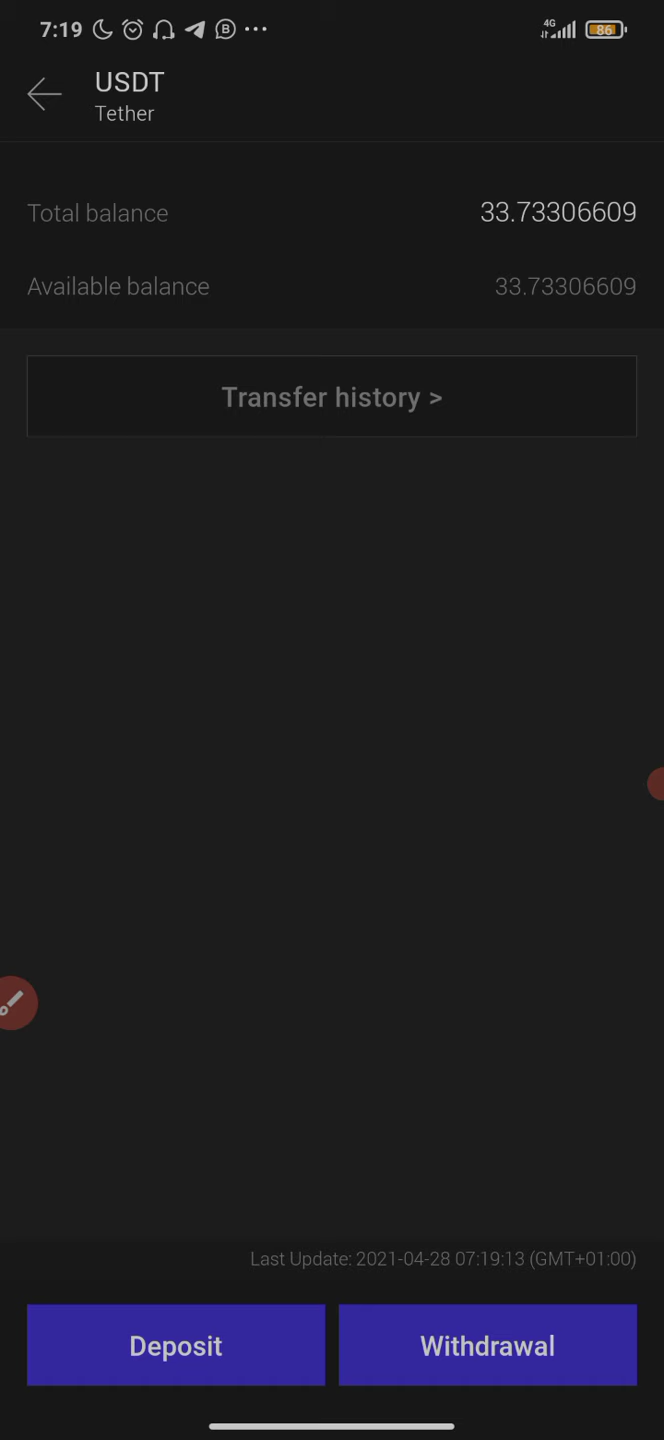 7:19
4G
86
USDT
Tether
Total balance 33.73306609
Available balance 33.73306609
Transfer history >
Last Update: 2021-04-28 07:19:13 (GMT+01:00)
Deposit Withdrawal